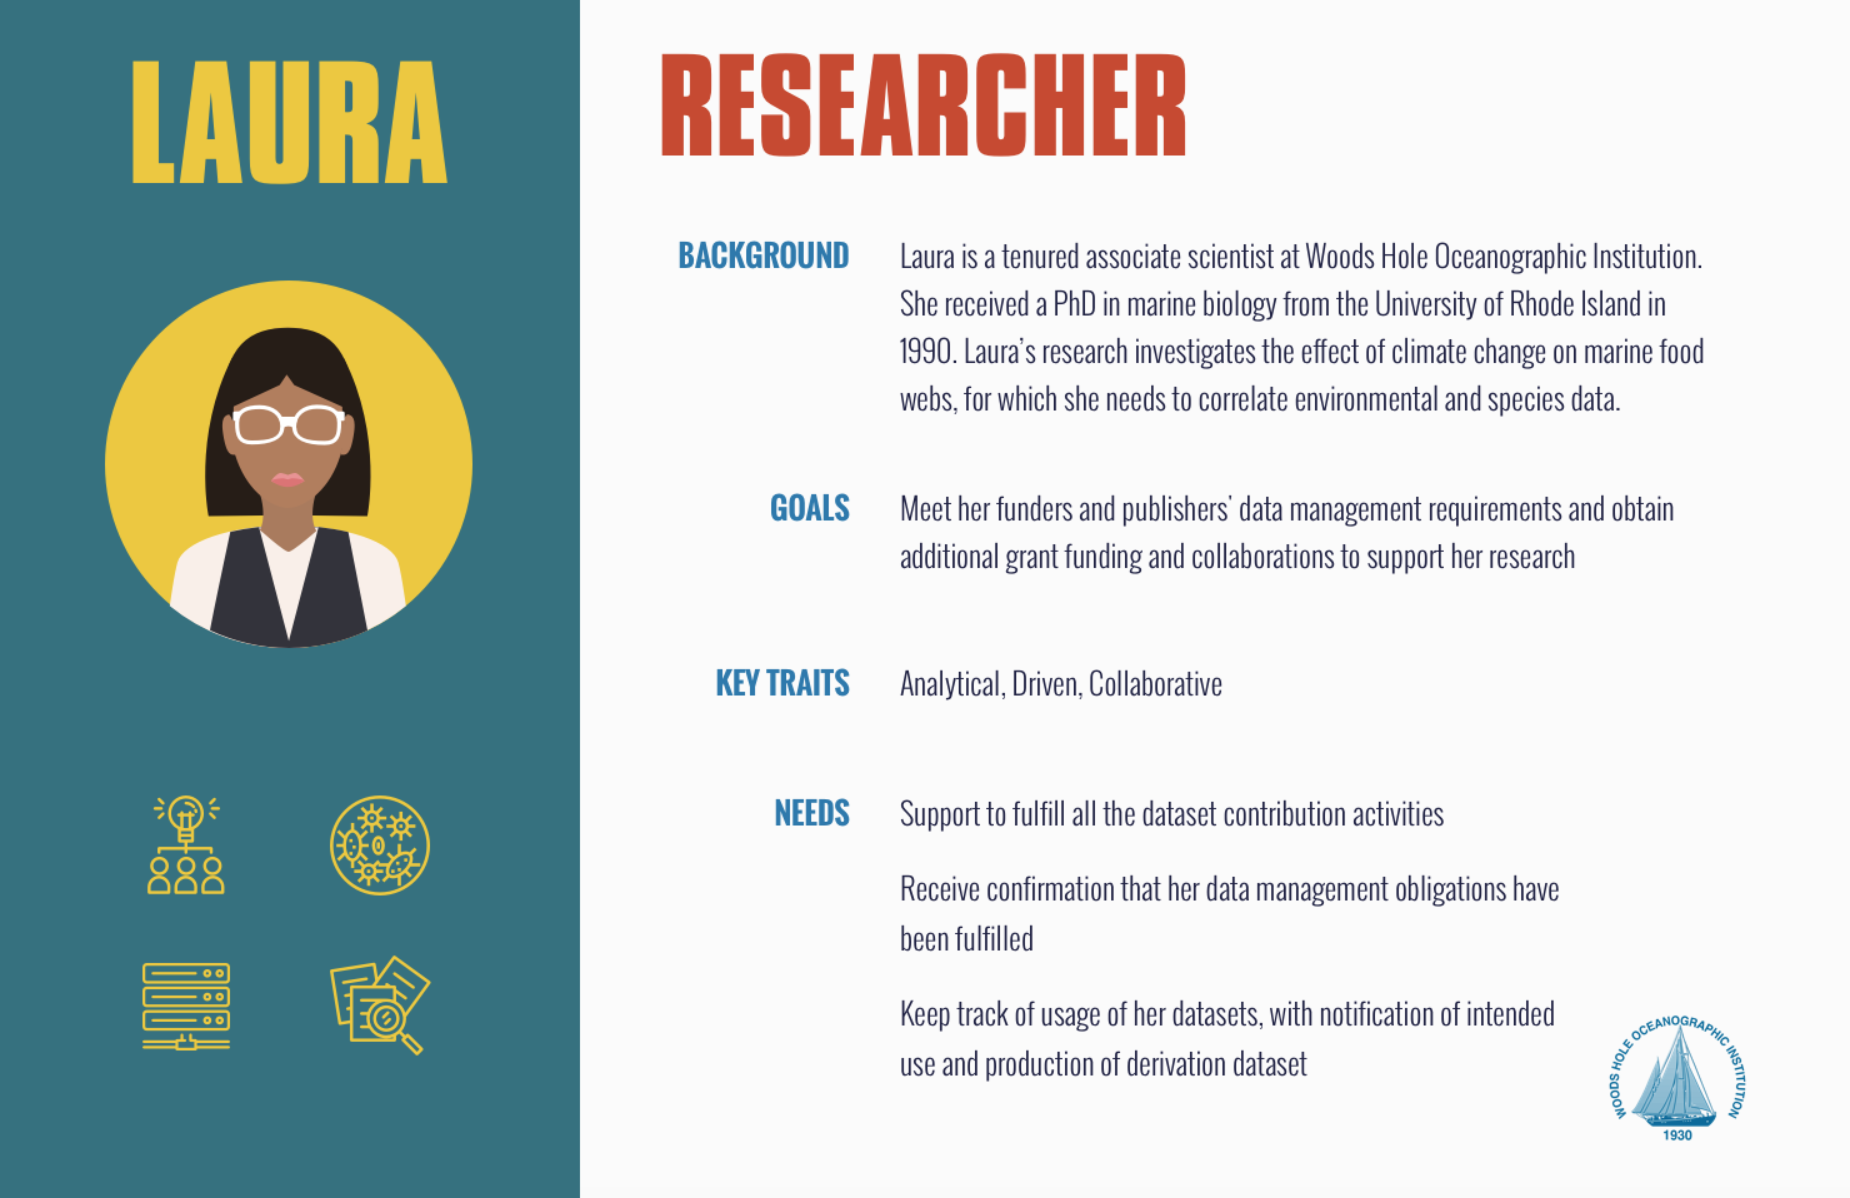 LAURA
RESEARCHER
BACKGROUND
Laura is a tenured associate scientist at Woods Hole Oceanographic Institution.
She received a PhD in marine biology from the University of Rhode Island in
1990. Laura's research investigates the effect of climate change on marine food
webs, for which she needs to correlate environmental and species data.
GOALS
Meet her funders and publishers' data management requirements and obtain
additional grant funding and collaborations to support her research
KEY TRAITS
Analytical, Driven, Collaborative
NEEDS
Support to fulfill all the dataset contribution activities
Receive confirmation that her data management obligations have
been fulfilled
Keep track of usage of her datasets, with notification of intended
use and production of derivation dataset
WOODS HOLE OCEANOGRAPHIC INSTITUTION
1930